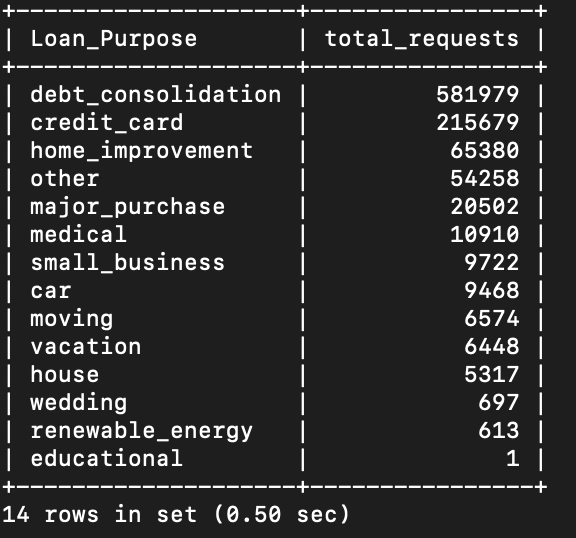 +--------------------+----------------+
| Loan_Purpose       | total_requests |
+--------------------+----------------+
| debt_consolidation |         581979 |
| credit_card        |         215679 |
| home_improvement   |          65380 |
| other              |          54258 |
| major_purchase     |          20502 |
| medical            |          10910 |
| small_business     |           9722 |
| car                |           9468 |
| moving             |           6574 |
| vacation           |           6448 |
| house              |           5317 |
| wedding            |            697 |
| renewable_energy   |            613 |
| educational        |              1 |
+--------------------+----------------+
14 rows in set (0.50 sec)